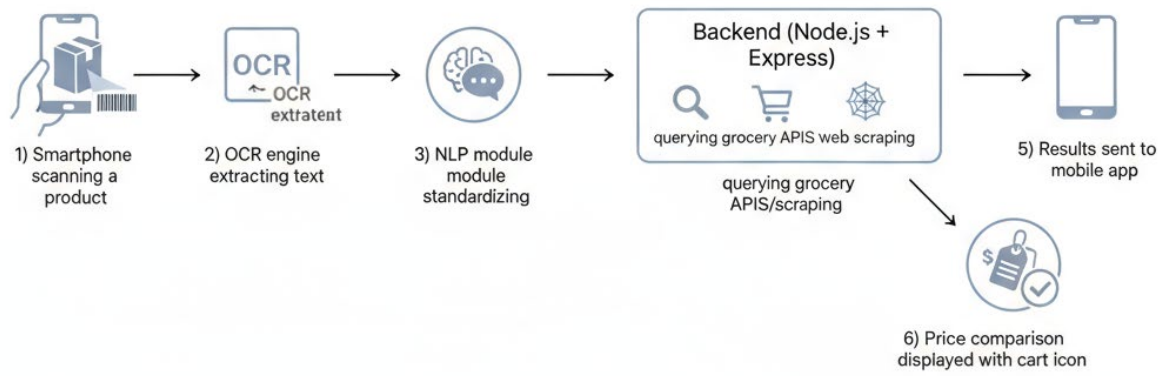 OCR
OCR
extratent
1) Smartphone
scanning a
product
2) OCR engine
extracting text
3) NLP module
module
standardizing
Backend (Node.js +
Express)
querying grocery APIS web scraping
querying grocery
APIS/scraping
5) Results sent to
mobile app
$
6) Price comparison
displayed with cart icon